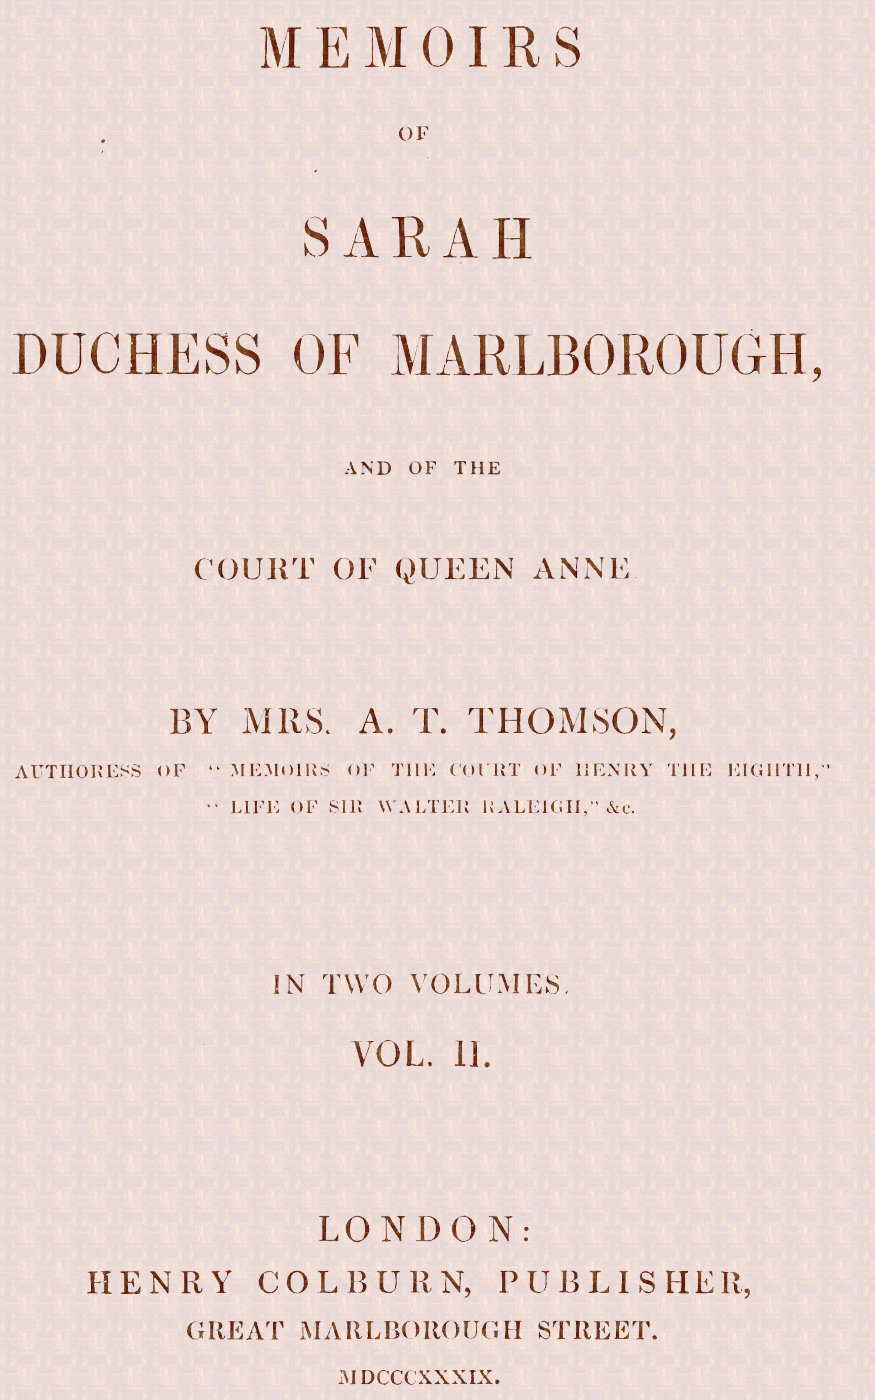 MEMOIRS
OF
SARAH
DUCHESS OF MARLBOROUGH,
AND OF THE
COURT OF QUEEN ANNE.
BY MRS. A. T. THOMSON,
AUTHORESS OF “MEMOIRS OF THE COURT OF HENRY THE EIGHTH,”
“LIFE OF SIR WALTER RALEIGH,” &c.
IN TWO VOLUMES.
VOL. II.
LONDON:
HENRY COLBURN, PUBLISHER,
GREAT MARLBOROUGH STREET.
MDCCCXXXIX.